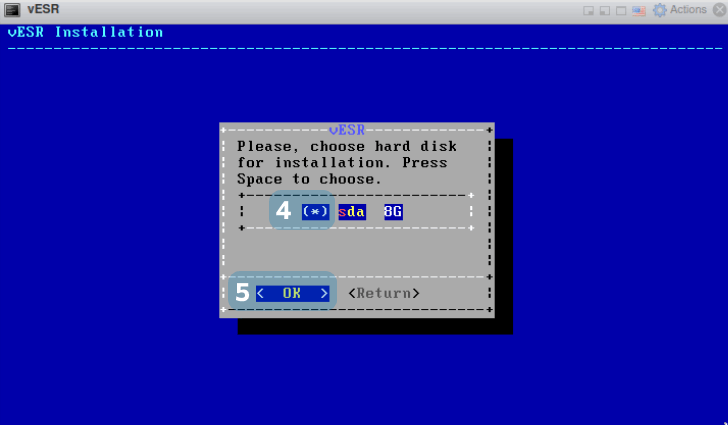 vESR
Actions
vESR Installation
vESR
Please, choose hard disk
for installation. Press
Space to choose.
4 (*) sda 8G
5 < OK > <Return>